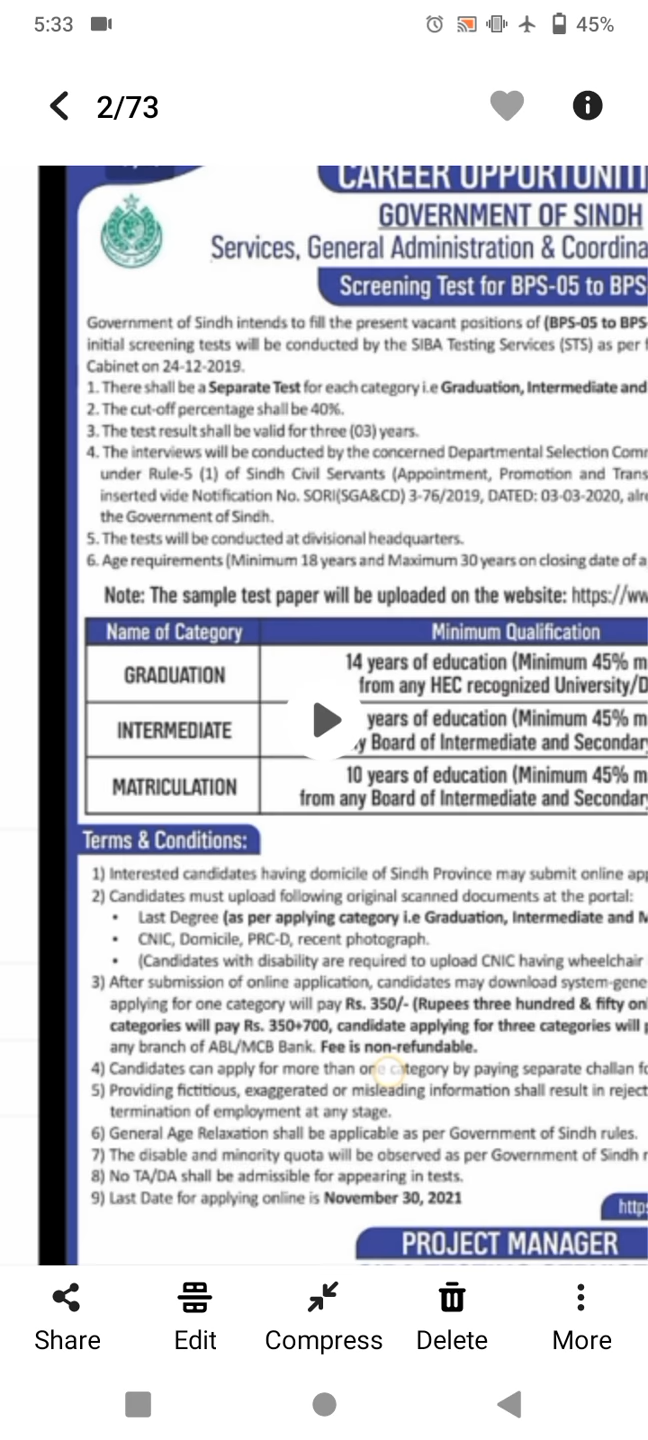 5:33
45%
2/73
CAREER OPPORTUNITI
GOVERNMENT OF SINDH
Services, General Administration & Coordina
Screening Test for BPS-05 to BPS
Government of Sindh intends to fill the present vacant positions of (BPS-05 to BPS-
initial screening tests will be conducted by the SIBA Testing Services (STS) as per
Cabinet on 24-12-2019.
1. There shall be a Separate Test for each category i.e Graduation, Intermediate and
2. The cut-off percentage shall be 40%.
3. The test result shall be valid for three (03) years.
4. The interviews will be conducted by the concerned Departmental Selection Com
under Rule-5 (1) of Sindh Civil Servants (Appointment, Promotion and Trans
inserted vide Notification No. SORI(SGA&CD) 3-76/2019, DATED: 03-03-2020, alre
the Government of Sindh.
5. The tests will be conducted at divisional headquarters.
6. Age requirements (Minimum 18 years and Maximum 30 years on closing date of a
Note: The sample test paper will be uploaded on the website: https://ww
Name of Category Minimum Qualification
GRADUATION 14 years of education (Minimum 45% m
from any HEC recognized University/D
INTERMEDIATE years of education (Minimum 45% m
y Board of Intermediate and Secondar
MATRICULATION 10 years of education (Minimum 45% m
from any Board of Intermediate and Secondar
Terms & Conditions:
1) Interested candidates having domicile of Sindh Province may submit online app
2) Candidates must upload following original scanned documents at the portal:
• Last Degree (as per applying category i.e Graduation, Intermediate and M
• CNIC, Domicile, PRC-D, recent photograph.
• (Candidates with disability are required to upload CNIC having wheelchair
3) After submission of online application, candidates may download system-gene
applying for one category will pay Rs. 350/- (Rupees three hundred & fifty on
categories will pay Rs. 350+700, candidate applying for three categories will p
any branch of ABL/MCB Bank. Fee is non-refundable.
4) Candidates can apply for more than one category by paying separate challan fo
5) Providing fictitious, exaggerated or misleading information shall result in reject
termination of employment at any stage.
6) General Age Relaxation shall be applicable as per Government of Sindh rules.
7) The disable and minority quota will be observed as per Government of Sindh r
8) No TA/DA shall be admissible for appearing in tests.
9) Last Date for applying online is November 30, 2021
https
PROJECT MANAGER
Share Edit Compress Delete More